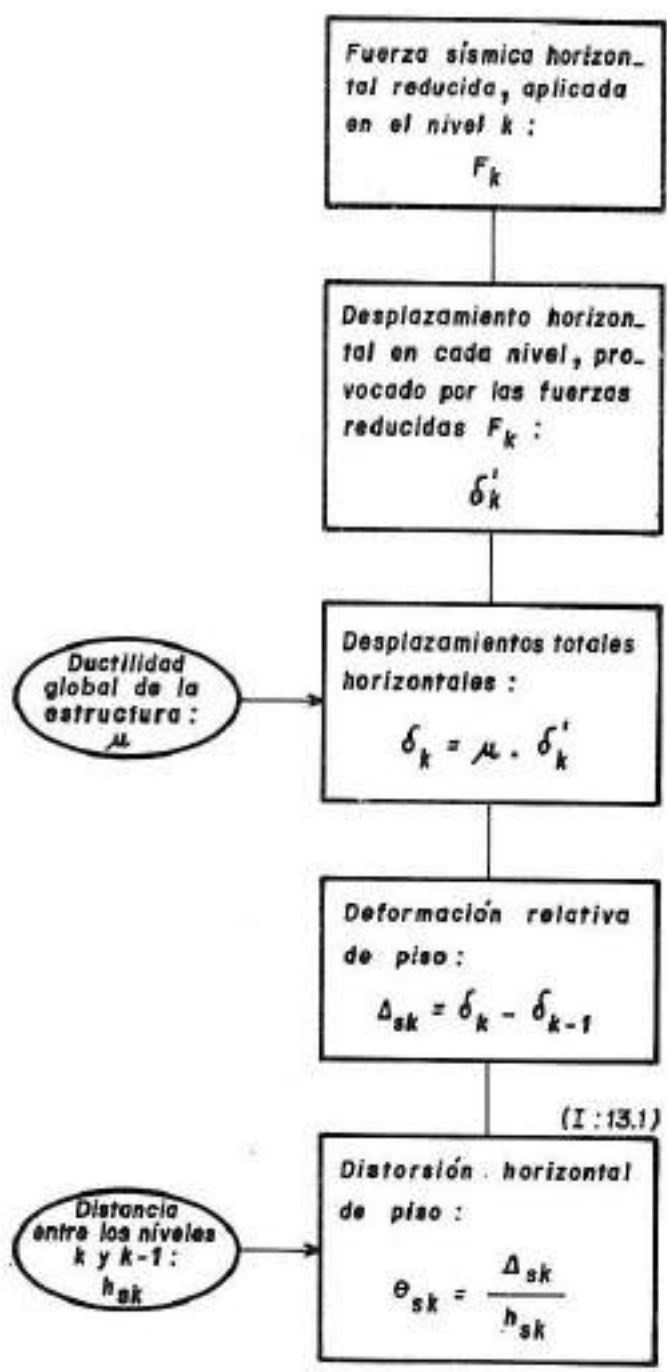 Fuerza sísmica horizon_
tal reducida, aplicada
en el nivel k :
F_k
Desplazamiento horizon_
tal en cada nivel, pro_
vocado por las fuerzas
reducidas F_k :
δ'_k
Ductilidad
global de la
estructura :
μ
Desplazamientos totales
horizontales :
δ_k = μ . δ'_k
Deformación relativa
de piso :
Δ_sk = δ_k - δ_k-1
(I : 13.1)
Distancia
entre los níveles
k y k-1 :
h_sk
Distorsión horizontal
de piso :
θ_sk = Δ_sk / h_sk